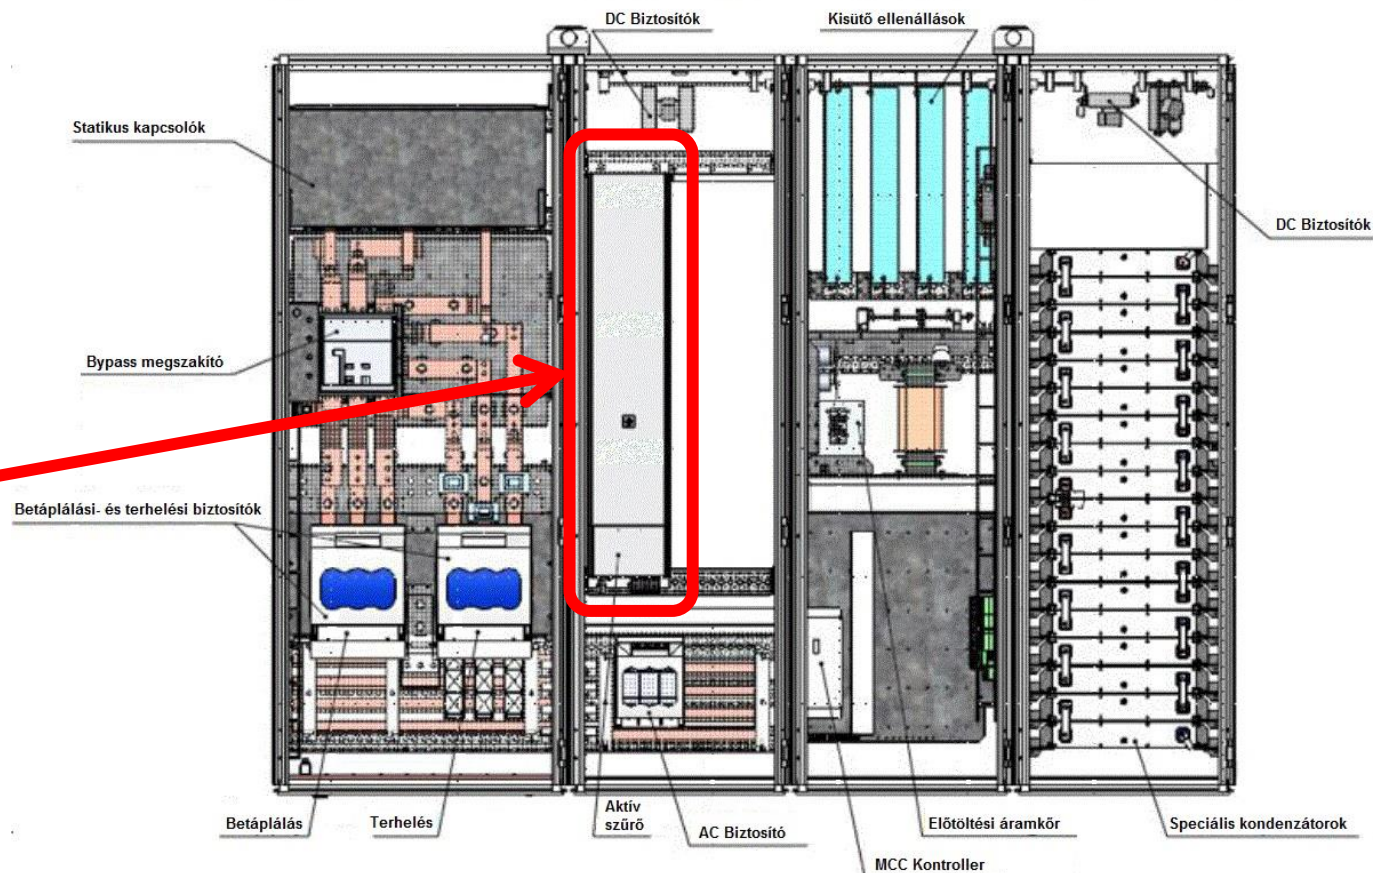 DC Biztosítók
Kisütő ellenállások
Statikus kapcsolók
DC Biztosítók
Bypass megszakító
Betáplálási- és terhelési biztosítók
Betáplálás
Terhelés
Aktív
szűrő
AC Biztosító
Előtöltési áramkőr
Speciális kondenzátorok
MCC Kontroller